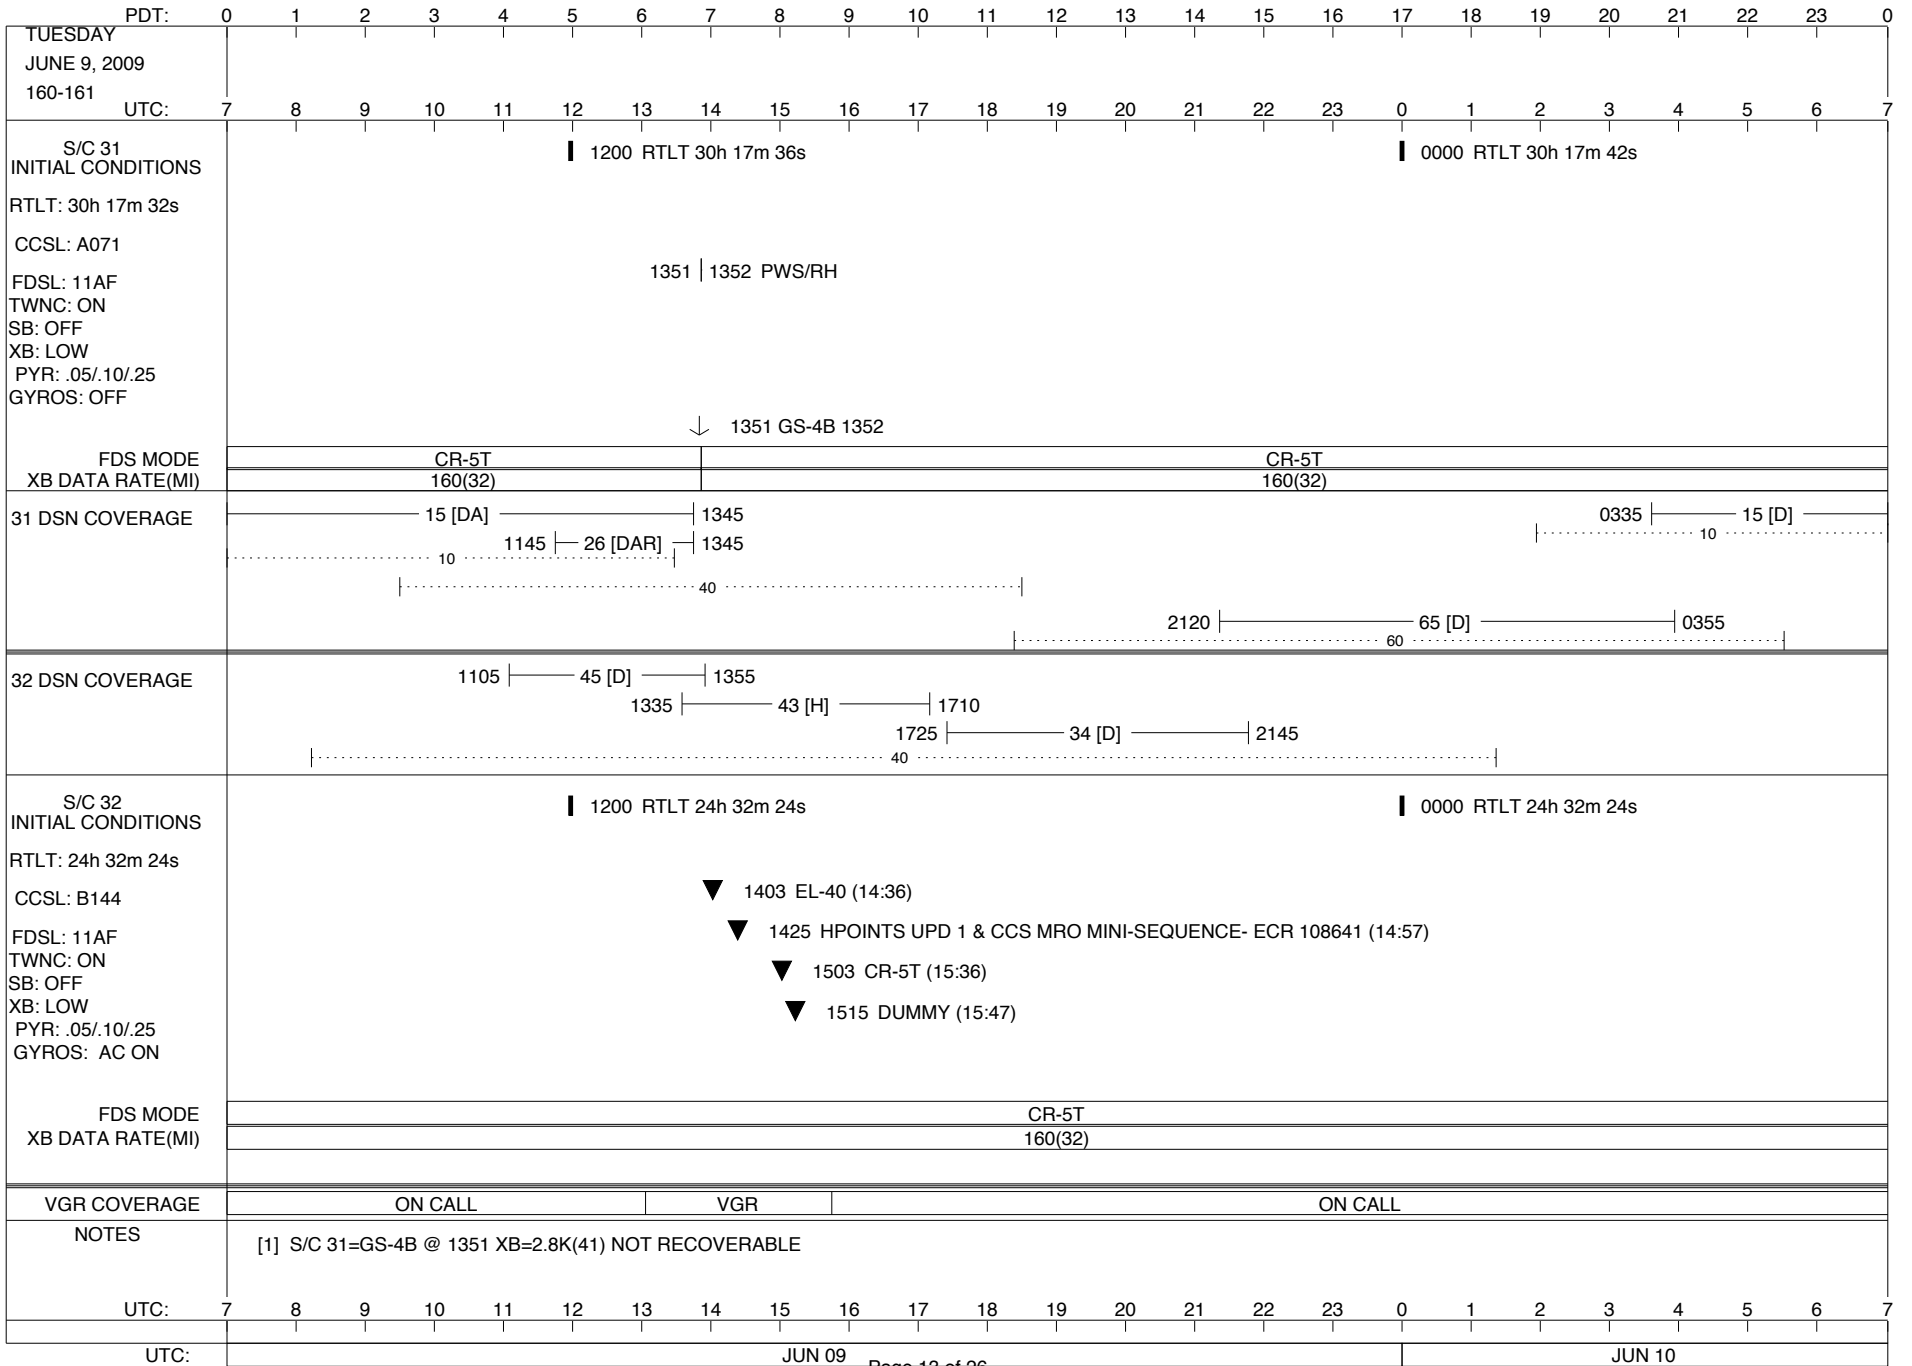 PDT: 0 1 2 3 4 5 6 7 8 9 10 11 12 13 14 15 16 17 18 19 20 21 22 23 0
TUESDAY
JUNE 9, 2009
160-161
UTC: 7 8 9 10 11 12 13 14 15 16 17 18 19 20 21 22 23 0 1 2 3 4 5 6 7
S/C 31
INITIAL CONDITIONS
1200 RTLT 30h 17m 36s
0000 RTLT 30h 17m 42s
RTLT: 30h 17m 32s
CCSL: A071
1351 1352 PWS/RH
FDSL: 11AF
TWNC: ON
SB: OFF
XB: LOW
PYR: .05/.10/.25
GYROS: OFF
1351 GS-4B 1352
FDS MODE CR-5T CR-5T
XB DATA RATE(MI) 160(32) 160(32)
31 DSN COVERAGE
15 [DA] 1345
0335 15 [D]
1145 26 [DAR] 1345
10
10
40
2120 65 [D] 0355
60
32 DSN COVERAGE
1105 45 [D] 1355
1335 43 [H] 1710
1725 34 [D] 2145
40
S/C 32
INITIAL CONDITIONS
1200 RTLT 24h 32m 24s
0000 RTLT 24h 32m 24s
RTLT: 24h 32m 24s
CCSL: B144
1403 EL-40 (14:36)
1425 HPOINTS UPD 1 & CCS MRO MINI-SEQUENCE- ECR 108641 (14:57)
FDSL: 11AF
TWNC: ON
1503 CR-5T (15:36)
SB: OFF
XB: LOW
1515 DUMMY (15:47)
PYR: .05/.10/.25
GYROS: AC ON
FDS MODE CR-5T
XB DATA RATE(MI) 160(32)
VGR COVERAGE ON CALL VGR ON CALL
NOTES
[1] S/C 31=GS-4B @ 1351 XB=2.8K(41) NOT RECOVERABLE
UTC: 7 8 9 10 11 12 13 14 15 16 17 18 19 20 21 22 23 0 1 2 3 4 5 6 7
UTC: JUN 09 JUN 10
Page 13 of 26